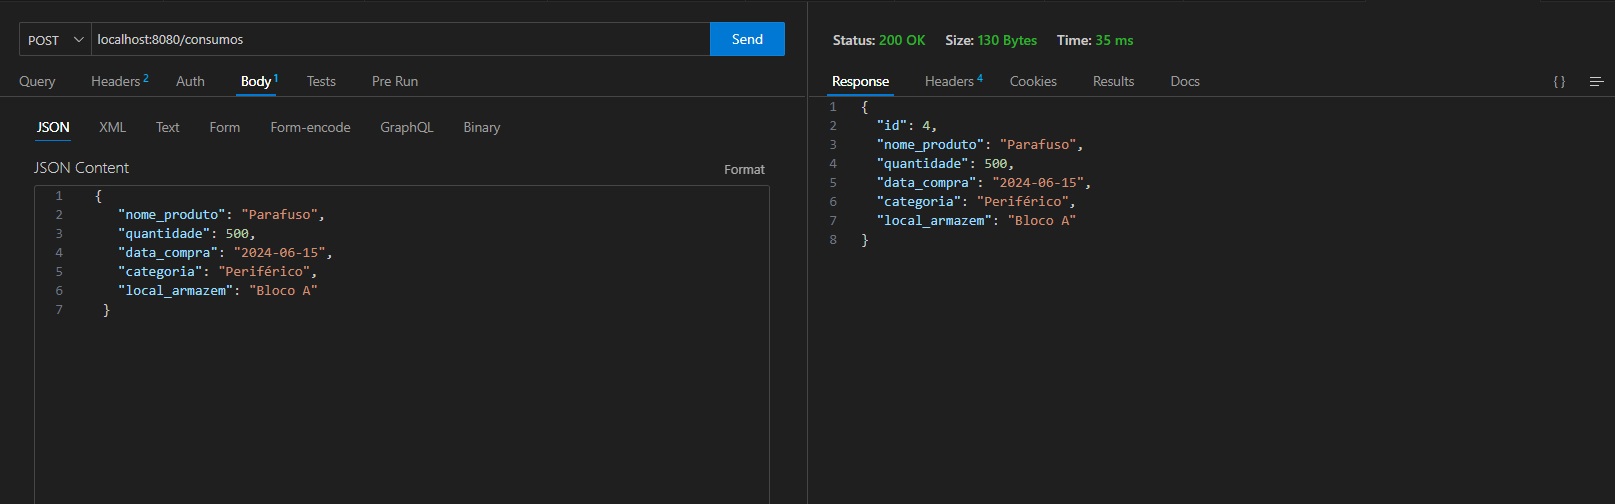 POST localhost:8080/consumos Send
Query Headers 2 Auth Body 1 Tests Pre Run
JSON XML Text Form Form-encode GraphQL Binary
JSON Content Format
1 {
2 "nome_produto": "Parafuso",
3 "quantidade": 500,
4 "data_compra": "2024-06-15",
5 "categoria": "Periférico",
6 "local_armazem": "Bloco A"
7 }
Status: 200 OK Size: 130 Bytes Time: 35 ms
Response Headers 4 Cookies Results Docs { }
1 {
2 "id": 4,
3 "nome_produto": "Parafuso",
4 "quantidade": 500,
5 "data_compra": "2024-06-15",
6 "categoria": "Periférico",
7 "local_armazem": "Bloco A"
8 }